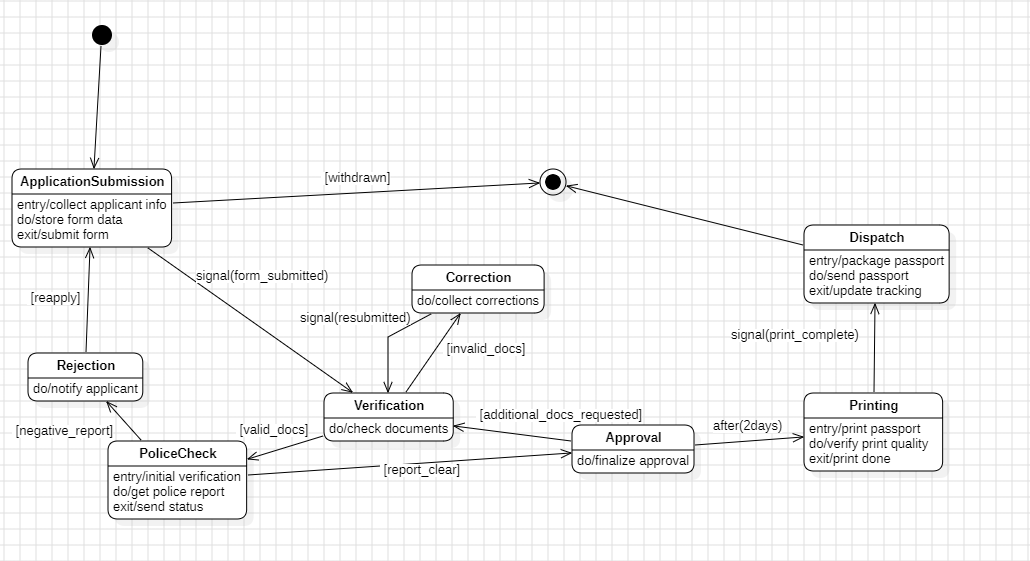 ApplicationSubmission
entry/collect applicant info
do/store form data
exit/submit form
[withdrawn]
Dispatch
entry/package passport
do/send passport
exit/update tracking
signal(form_submitted)
Correction
do/collect corrections
[reapply]
signal(resubmitted)
[invalid_docs]
signal(print_complete)
Rejection
do/notify applicant
Verification
do/check documents
[additional_docs_requested]
Approval
do/finalize approval
after(2days)
Printing
entry/print passport
do/verify print quality
exit/print done
[negative_report]
[valid_docs]
PoliceCheck
entry/initial verification
do/get police report
exit/send status
[report_clear]